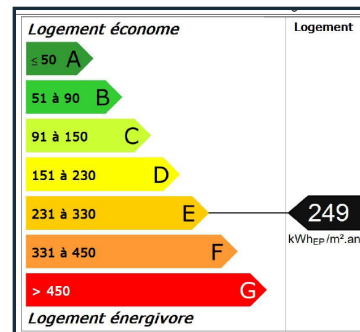 Logement économe
Logement
≤ 50 A
51 à 90 B
91 à 150 C
151 à 230 D
231 à 330 E
249
kWhEP/m².an
331 à 450 F
> 450 G
Logement énergivore